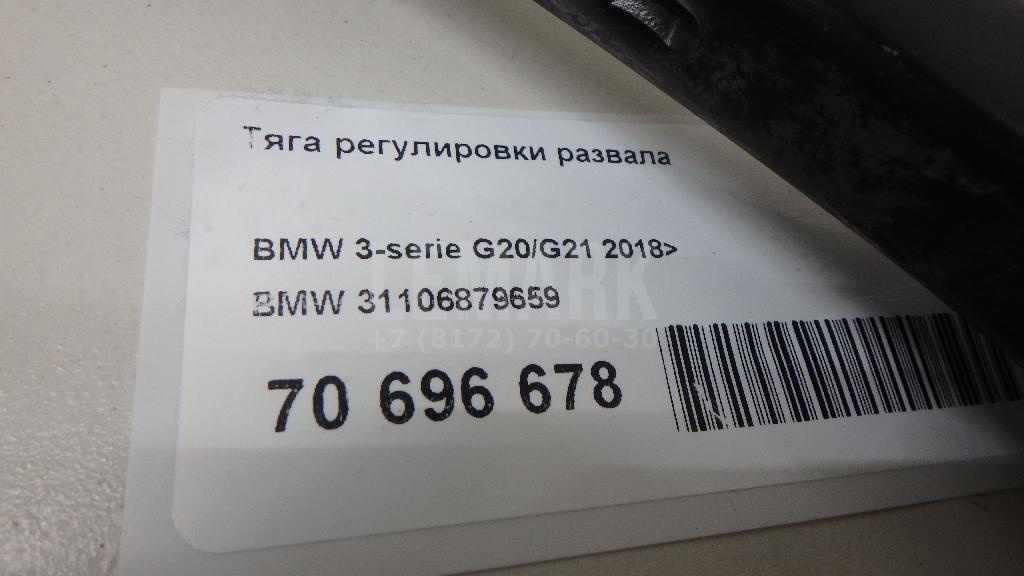 Тяга регулировки развала
BMW 3-serie G20/G21 2018>
LEMARK
BMW 31106879659
+7 (8172) 70-60-30
70 696 678